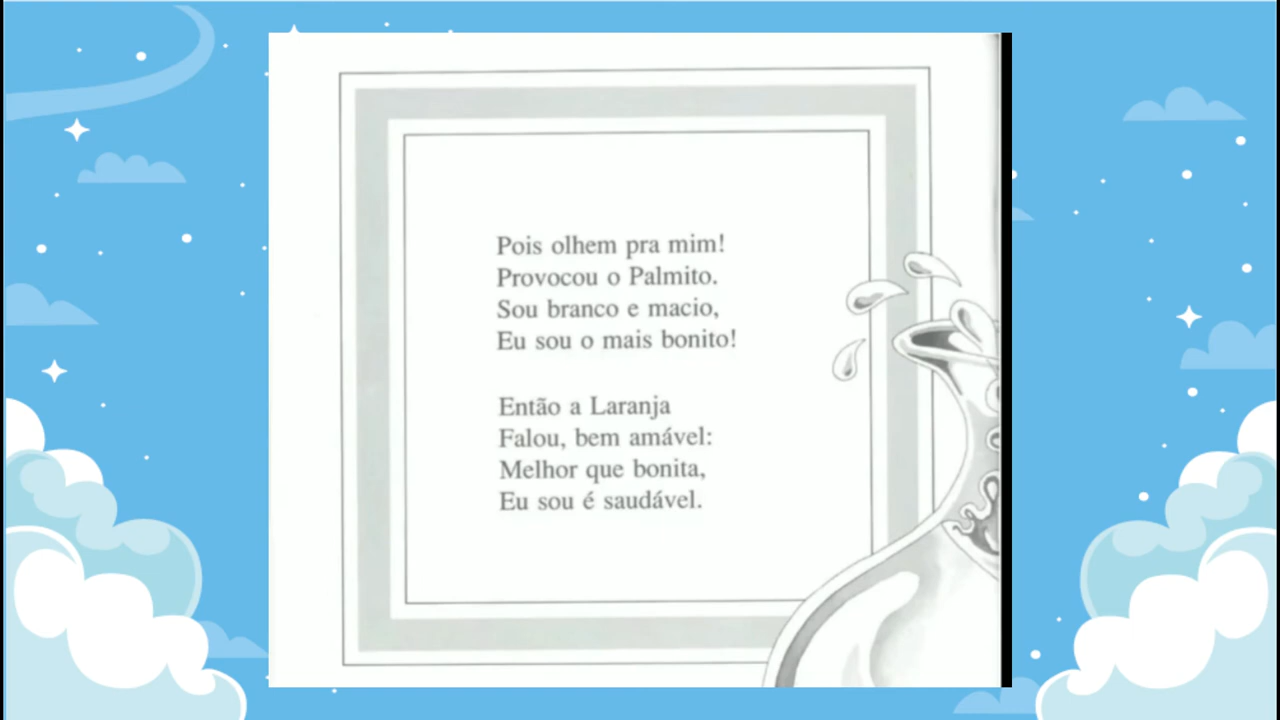 Pois olhem pra mim!
Provocou o Palmito.
Sou branco e macio,
Eu sou o mais bonito!
Então a Laranja
Falou, bem amável:
Melhor que bonita,
Eu sou é saudável.